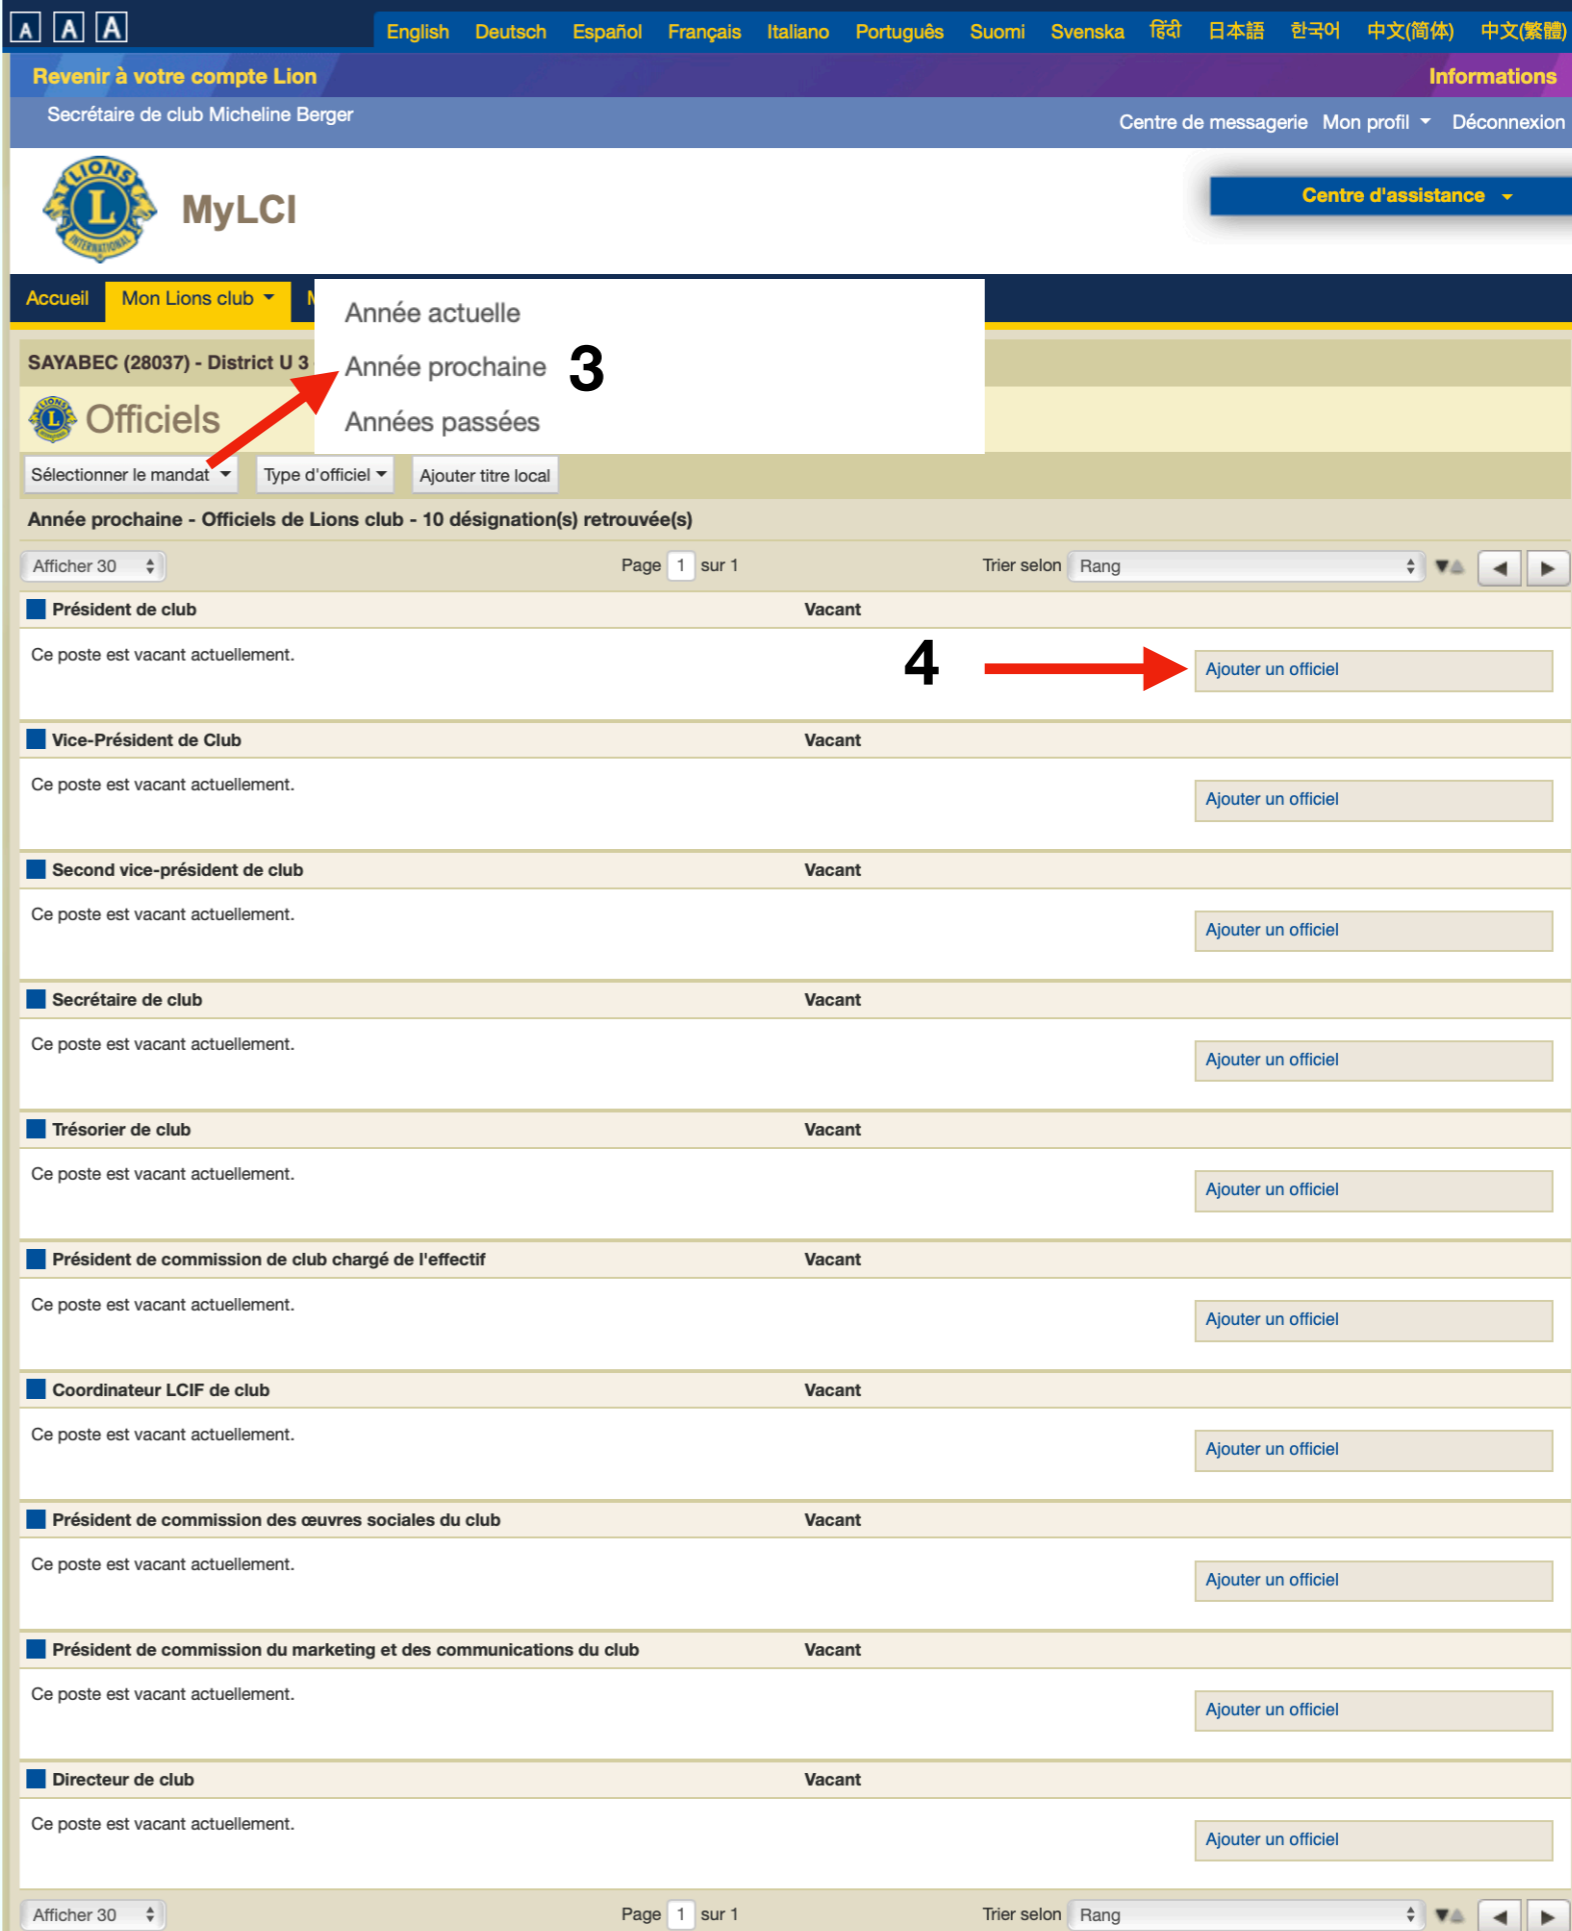 A A A English Deutsch Español Français Italiano Português Suomi Svenska हिंदी 日本語 한국어 中文(简体) 中文(繁體)
Revenir à votre compte Lion Informations
Secrétaire de club Micheline Berger
Centre de messagerie Mon profil Déconnexion
LIONS
L
INTERNATIONAL
MyLCI
Centre d'assistance
Accueil Mon Lions club
Année actuelle
SAYABEC (28037) - District U 3
Année prochaine 3
Officiels
Années passées
Sélectionner le mandat Type d'officiel Ajouter titre local
Année prochaine - Officiels de Lions club - 10 désignation(s) retrouvée(s)
Afficher 30 Page 1 sur 1 Trier selon Rang
Président de club Vacant
Ce poste est vacant actuellement.
4 Ajouter un officiel
Vice-Président de Club Vacant
Ce poste est vacant actuellement.
Ajouter un officiel
Second vice-président de club Vacant
Ce poste est vacant actuellement.
Ajouter un officiel
Secrétaire de club Vacant
Ce poste est vacant actuellement.
Ajouter un officiel
Trésorier de club Vacant
Ce poste est vacant actuellement.
Ajouter un officiel
Président de commission de club chargé de l'effectif Vacant
Ce poste est vacant actuellement.
Ajouter un officiel
Coordinateur LCIF de club Vacant
Ce poste est vacant actuellement.
Ajouter un officiel
Président de commission des œuvres sociales du club Vacant
Ce poste est vacant actuellement.
Ajouter un officiel
Président de commission du marketing et des communications du club Vacant
Ce poste est vacant actuellement.
Ajouter un officiel
Directeur de club Vacant
Ce poste est vacant actuellement.
Ajouter un officiel
Afficher 30 Page 1 sur 1 Trier selon Rang